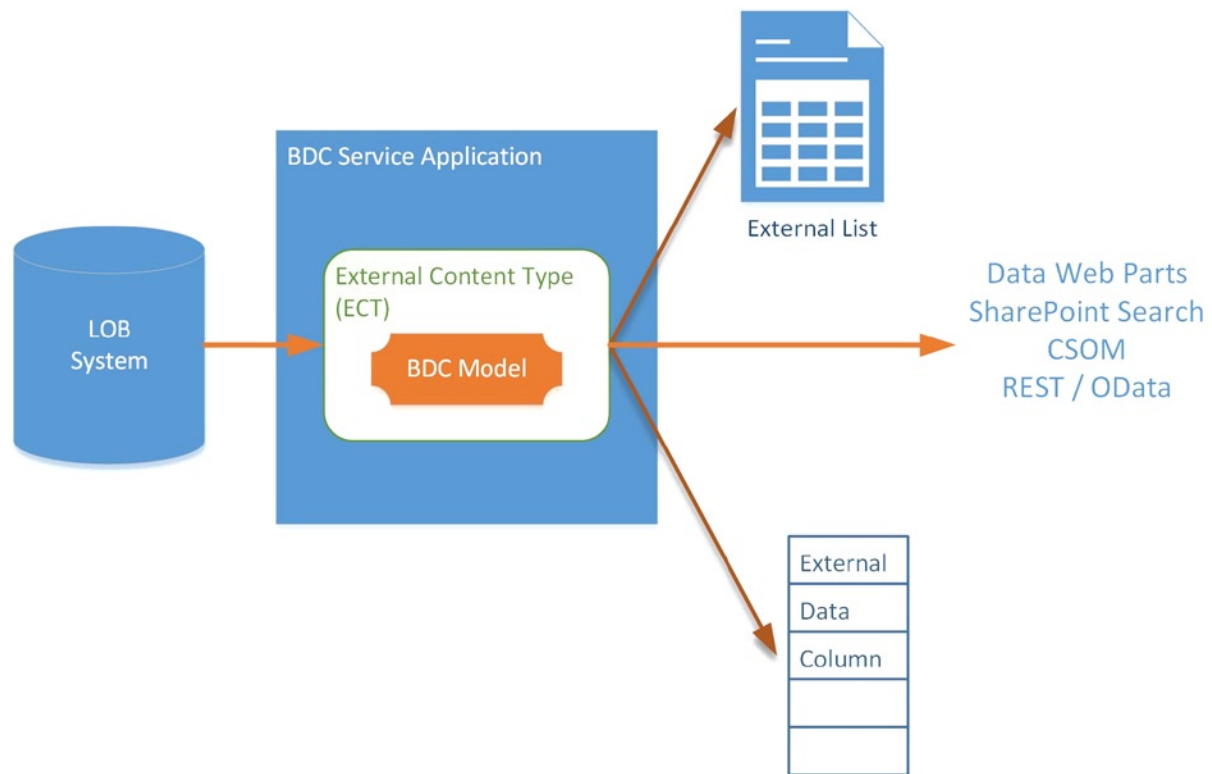 BDC Service Application
External Content Type
(ECT)
BDC Model
LOB
System
External List
Data Web Parts
SharePoint Search
CSOM
REST / OData
External
Data
Column